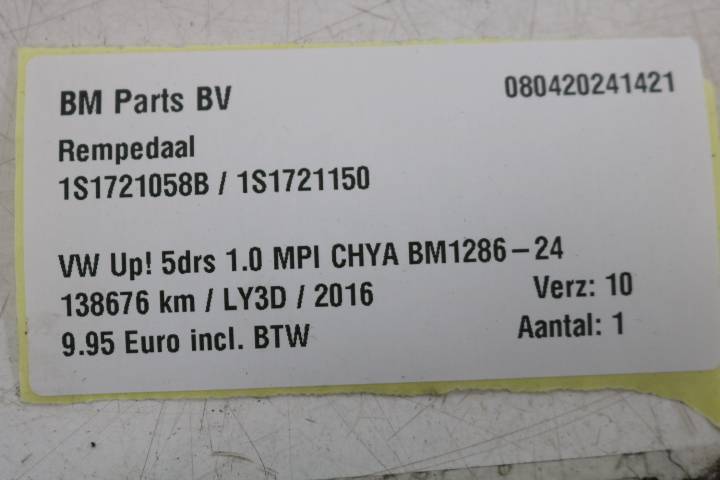 BM Parts BV 080420241421
Rempedaal
1S1721058B / 1S1721150
VW Up! 5drs 1.0 MPI CHYA BM1286-24
138676 km / LY3D / 2016 Verz: 10
9.95 Euro incl. BTW Aantal: 1